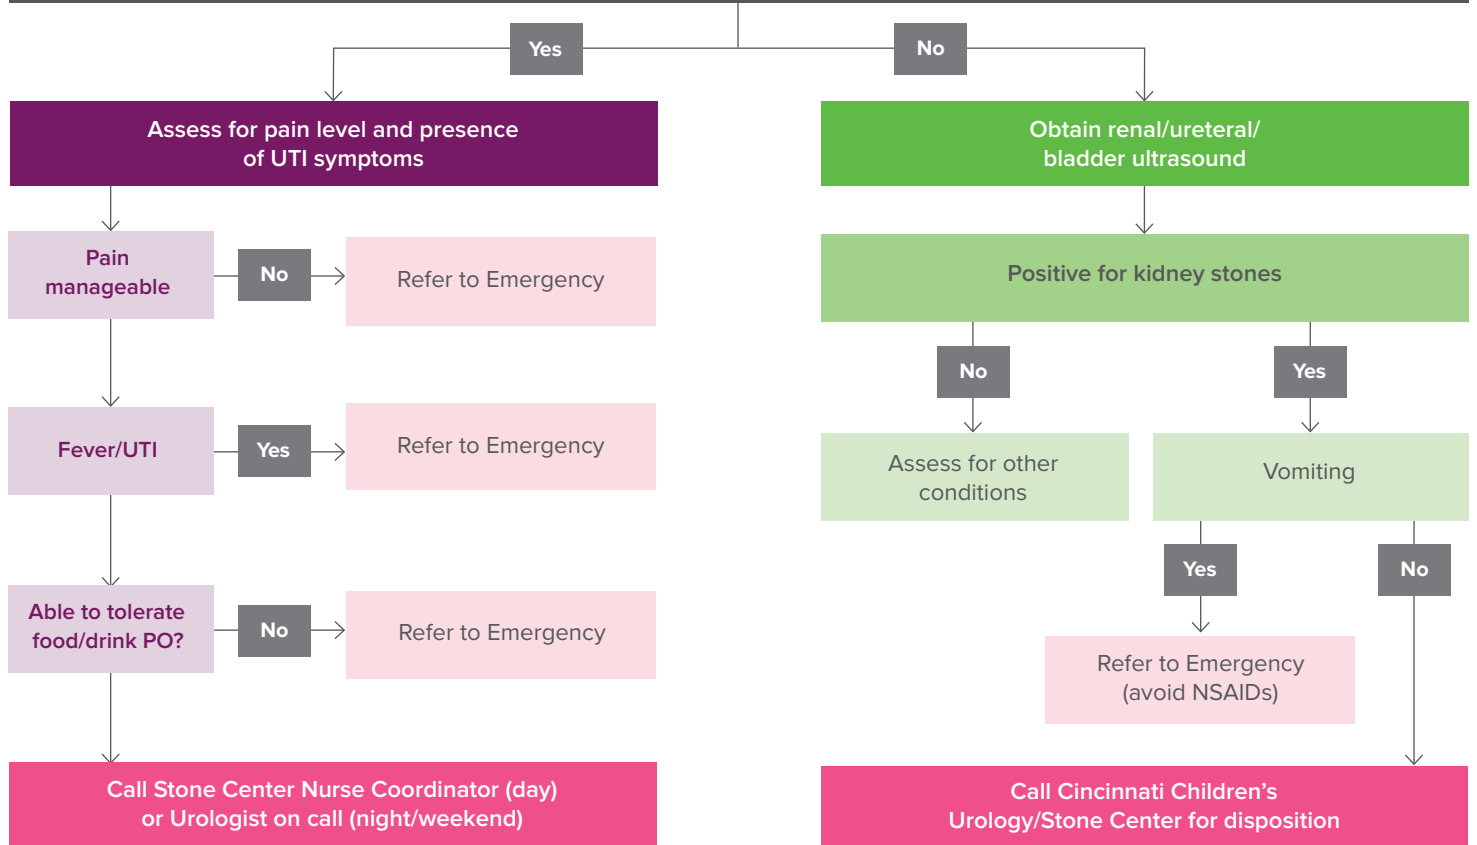 Yes
No
Assess for pain level and presence
of UTI symptoms
Obtain renal/ureteral/
bladder ultrasound
Pain
manageable
No
Refer to Emergency
Positive for kidney stones
No
Yes
Fever/UTI
Yes
Refer to Emergency
Assess for other
conditions
Vomiting
Yes
No
Able to tolerate
food/drink PO?
No
Refer to Emergency
Refer to Emergency
(avoid NSAIDs)
Call Stone Center Nurse Coordinator (day)
or Urologist on call (night/weekend)
Call Cincinnati Children’s
Urology/Stone Center for disposition